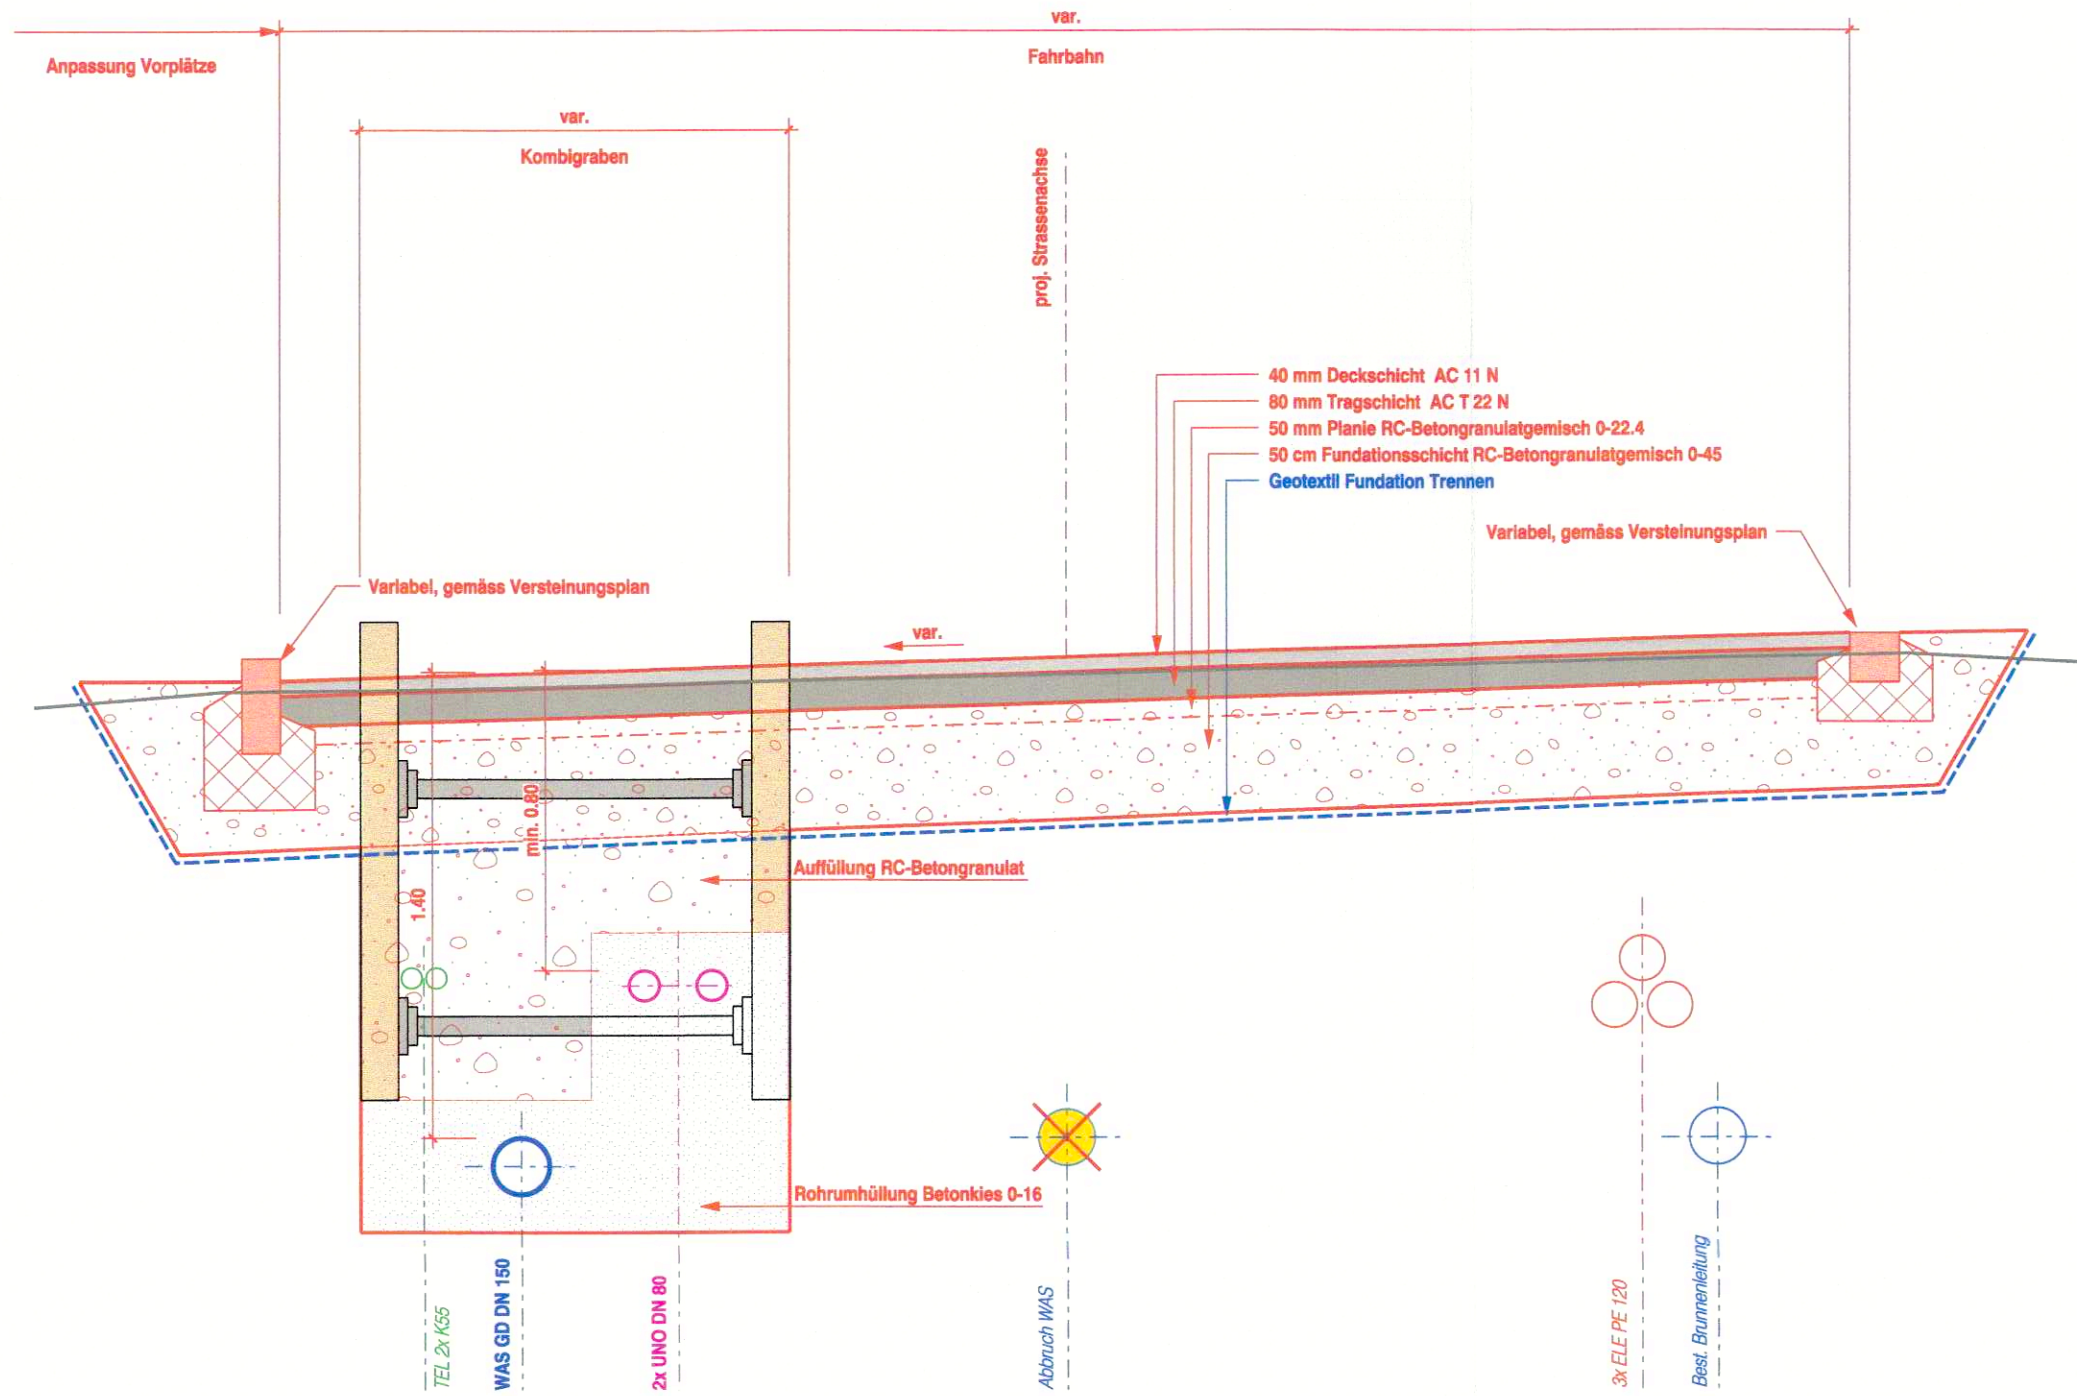 var.
Anpassung Vorplätze
Fahrbahn
var.
Kombigraben
proj. Strassenachse
40 mm Deckschicht AC 11 N
80 mm Tragschicht AC T 22 N
50 mm Planie RC-Betongranulatgemisch 0-22.4
50 cm Fundationsschicht RC-Betongranulatgemisch 0-45
Geotextil Fundation Trennen
Variabel, gemäss Versteinungsplan
Variabel, gemäss Versteinungsplan
var.
min. 0.80
1.40
Auffüllung RC-Betongranulat
Rohrumhüllung Betonkies 0-16
TEL 2x K55
WAS GD DN 150
2x UNO DN 80
Abbruch WAS
3x ELE PE 120
Best. Brunnenleitung